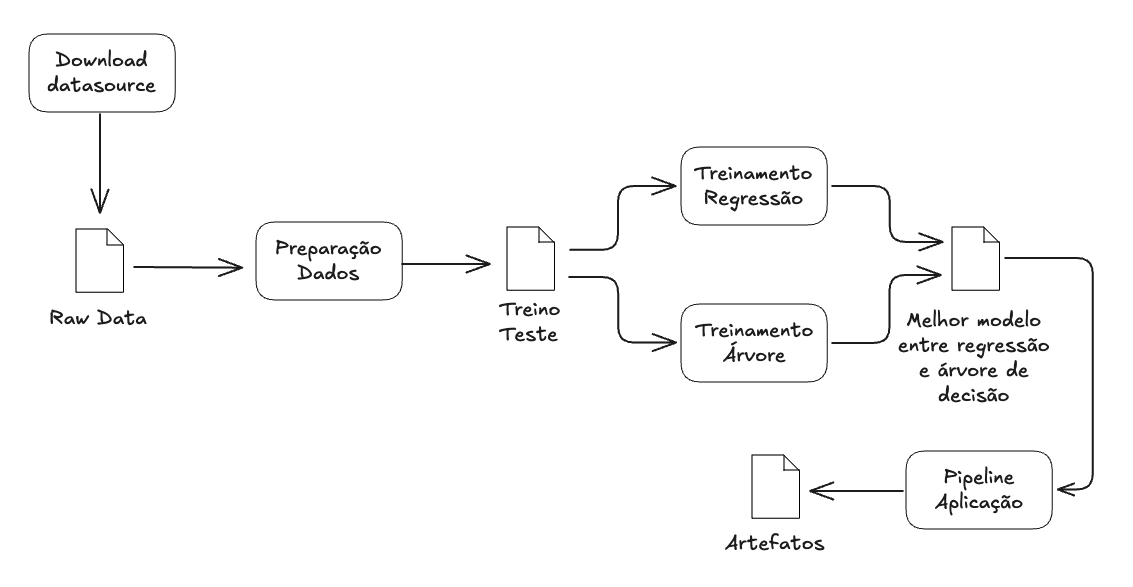 Download
datasource
Raw Data
Preparação
Dados
Treino
Teste
Treinamento
Regressão
Treinamento
Árvore
Melhor modelo
entre regressão
e árvore de
decisão
Pipeline
Aplicação
Artefatos